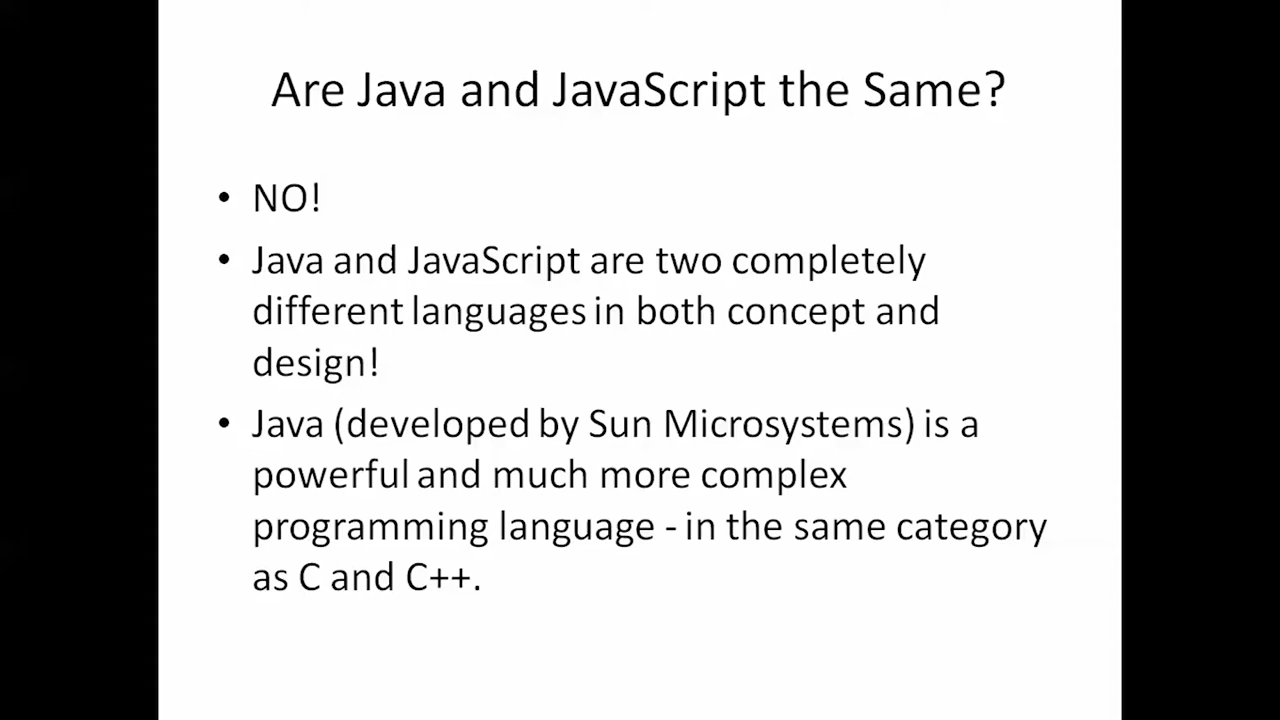 Are Java and JavaScript the Same?
• NO!
• Java and JavaScript are two completely
different languages in both concept and
design!
• Java (developed by Sun Microsystems) is a
powerful and much more complex
programming language - in the same category
as C and C++.